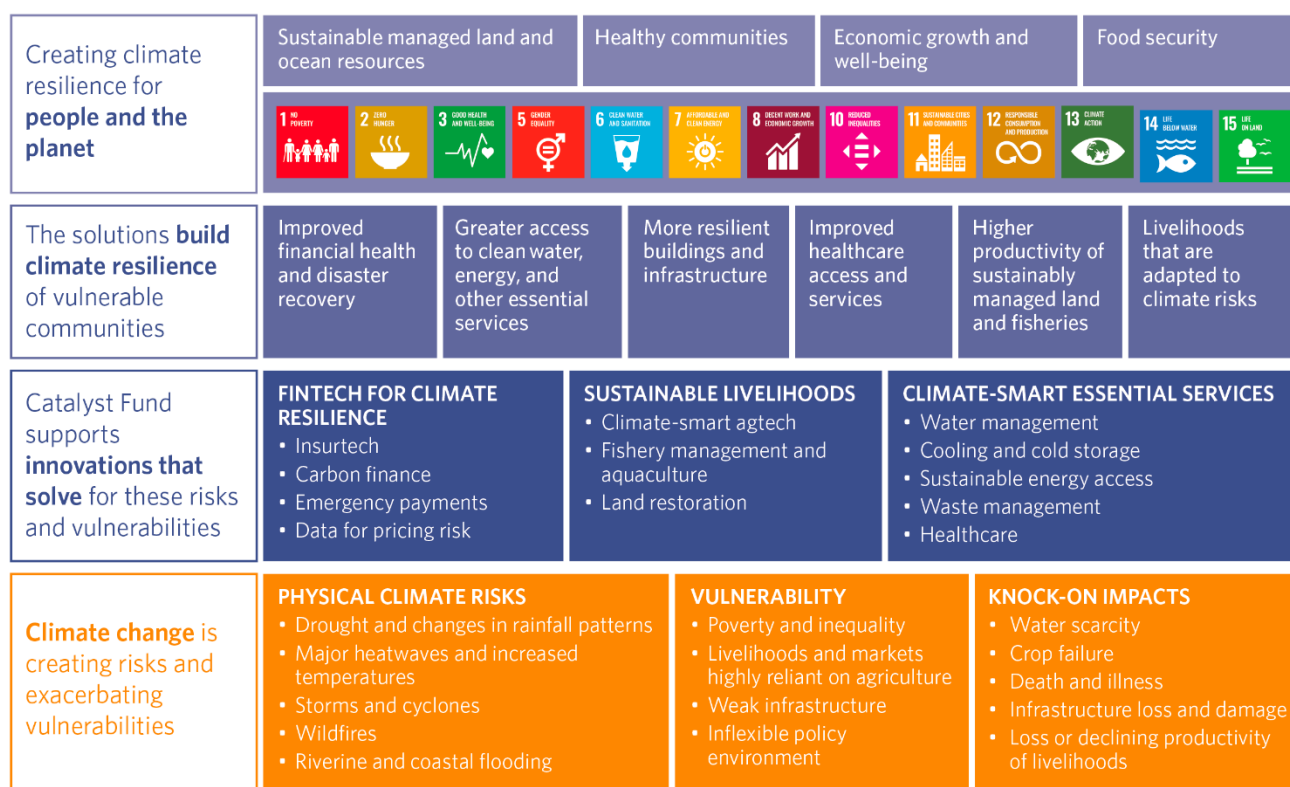 Creating climate
resilience for
people and the
planet
Sustainable managed land and
ocean resources
Healthy communities
Economic growth and
well-being
Food security
1 NO
POVERTY
2 ZERO
HUNGER
3 GOOD HEALTH
AND WELL-BEING
5 GENDER
EQUALITY
6 CLEAN WATER
AND SANITATION
7 AFFORDABLE AND
CLEAN ENERGY
8 DECENT WORK AND
ECONOMIC GROWTH
10 REDUCED
INEQUALITIES
11 SUSTAINABLE CITIES
AND COMMUNITIES
12 RESPONSIBLE
CONSUMPTION
AND PRODUCTION
13 CLIMATE
ACTION
14 LIFE
BELOW WATER
15 LIFE
ON LAND
The solutions build
climate resilience
of vulnerable
communities
Improved
financial health
and disaster
recovery
Greater access
to clean water,
energy, and
other essential
services
More resilient
buildings and
infrastructure
Improved
healthcare
access and
services
Higher
productivity of
sustainably
managed land
and fisheries
Livelihoods
that are
adapted to
climate risks
Catalyst Fund
supports
innovations that
solve for these risks
and vulnerabilities
FINTECH FOR CLIMATE
RESILIENCE
• Insurtech
• Carbon finance
• Emergency payments
• Data for pricing risk
SUSTAINABLE LIVELIHOODS
• Climate-smart agtech
• Fishery management and
aquaculture
• Land restoration
CLIMATE-SMART ESSENTIAL SERVICES
• Water management
• Cooling and cold storage
• Sustainable energy access
• Waste management
• Healthcare
Climate change is
creating risks and
exacerbating
vulnerabilities
PHYSICAL CLIMATE RISKS
• Drought and changes in rainfall patterns
• Major heatwaves and increased
temperatures
• Storms and cyclones
• Wildfires
• Riverine and coastal flooding
VULNERABILITY
• Poverty and inequality
• Livelihoods and markets
highly reliant on agriculture
• Weak infrastructure
• Inflexible policy
environment
KNOCK-ON IMPACTS
• Water scarcity
• Crop failure
• Death and illness
• Infrastructure loss and damage
• Loss or declining productivity
of livelihoods